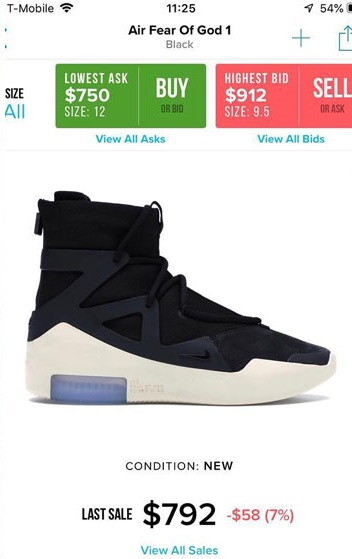 T-Mobile 11:25 54%
Air Fear Of God 1
Black
SIZE
All
LOWEST ASK
$750
SIZE: 12
BUY
OR BID
HIGHEST BID
$912
SIZE: 9.5
SELL
OR ASK
View All Asks
View All Bids
CONDITION: NEW
LAST SALE $792 -$58 (7%)
View All Sales